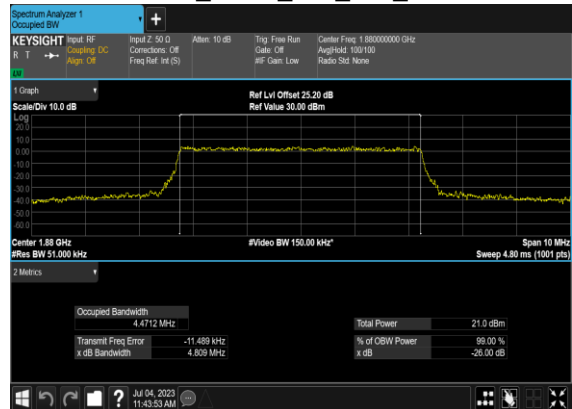 Spectrum Analyzer 1
Occupied BW
+
KEYSIGHT Input: RF Input Z: 50 Ω Atten: 10 dB Trig: Free Run Center Freq: 1.880000000 GHz
R T Coupling: DC Corrections: Off Gate: Off Avg|Hold: 100/100
Align: Off Freq Ref: Int (S) #IF Gain: Low Radio Std: None
1 Graph
Ref Lvl Offset 25.20 dB
Scale/Div 10.0 dB Ref Value 30.00 dBm
Log
20.0
10.0
0.00
-10.0
-20.0
-30.0
-40.0
-50.0
-60.0
Center 1.88 GHz #Video BW 150.00 kHz* Span 10 MHz
#Res BW 51.000 kHz Sweep 4.80 ms (1001 pts)
2 Metrics
Occupied Bandwidth
4.4712 MHz Total Power 21.0 dBm
Transmit Freq Error -11.489 kHz % of OBW Power 99.00 %
x dB Bandwidth 4.809 MHz x dB -26.00 dB
? Jul 04, 2023
11:43:53 AM